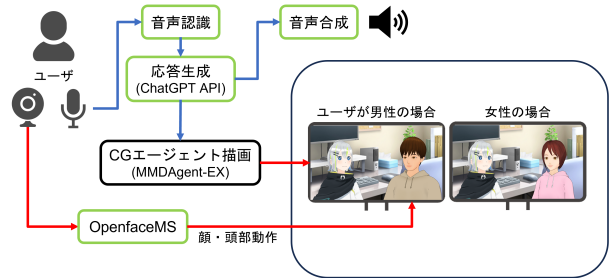 音声認識
音声合成
ユーザ
応答生成
(ChatGPT API)
ユーザが男性の場合
女性の場合
CGエージェント描画
(MMDAgent-EX)
OpenfaceMS
顔・頭部動作